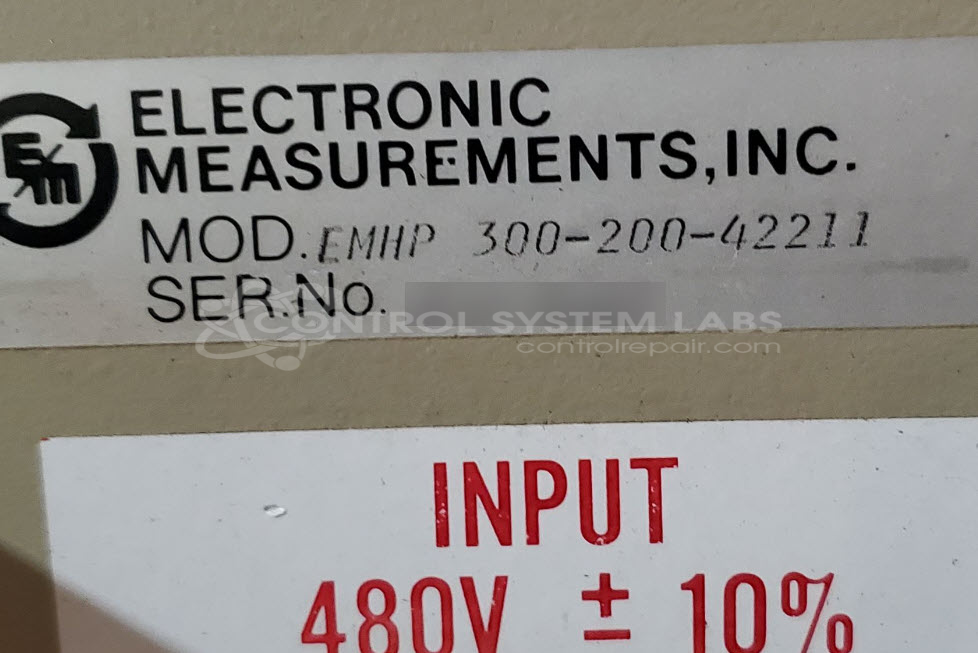 ELECTRONIC
MEASUREMENTS, INC.
MOD. EMHP 300-200-42211
SER. No.
CONTROL SYSTEM LABS
controlrepair.com
INPUT
480V ± 10%